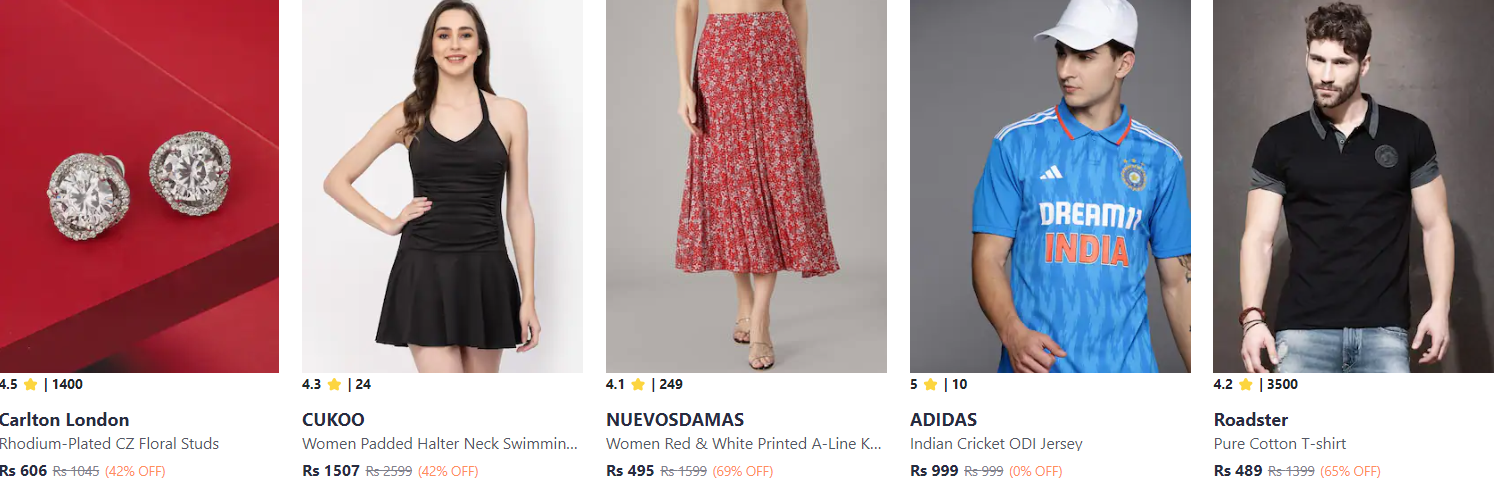 DREAM11
INDIA
4.5 ⭐ | 1400
Carlton London
Rhodium-Plated CZ Floral Studs
Rs 606 Rs 1045 (42% OFF)
4.3 ⭐ | 24
CUKOO
Women Padded Halter Neck Swimmin...
Rs 1507 Rs 2599 (42% OFF)
4.1 ⭐ | 249
NUEVOSDAMAS
Women Red & White Printed A-Line K...
Rs 495 Rs 1599 (69% OFF)
5 ⭐ | 10
ADIDAS
Indian Cricket ODI Jersey
Rs 999 Rs 999 (0% OFF)
4.2 ⭐ | 3500
Roadster
Pure Cotton T-shirt
Rs 489 Rs 1399 (65% OFF)